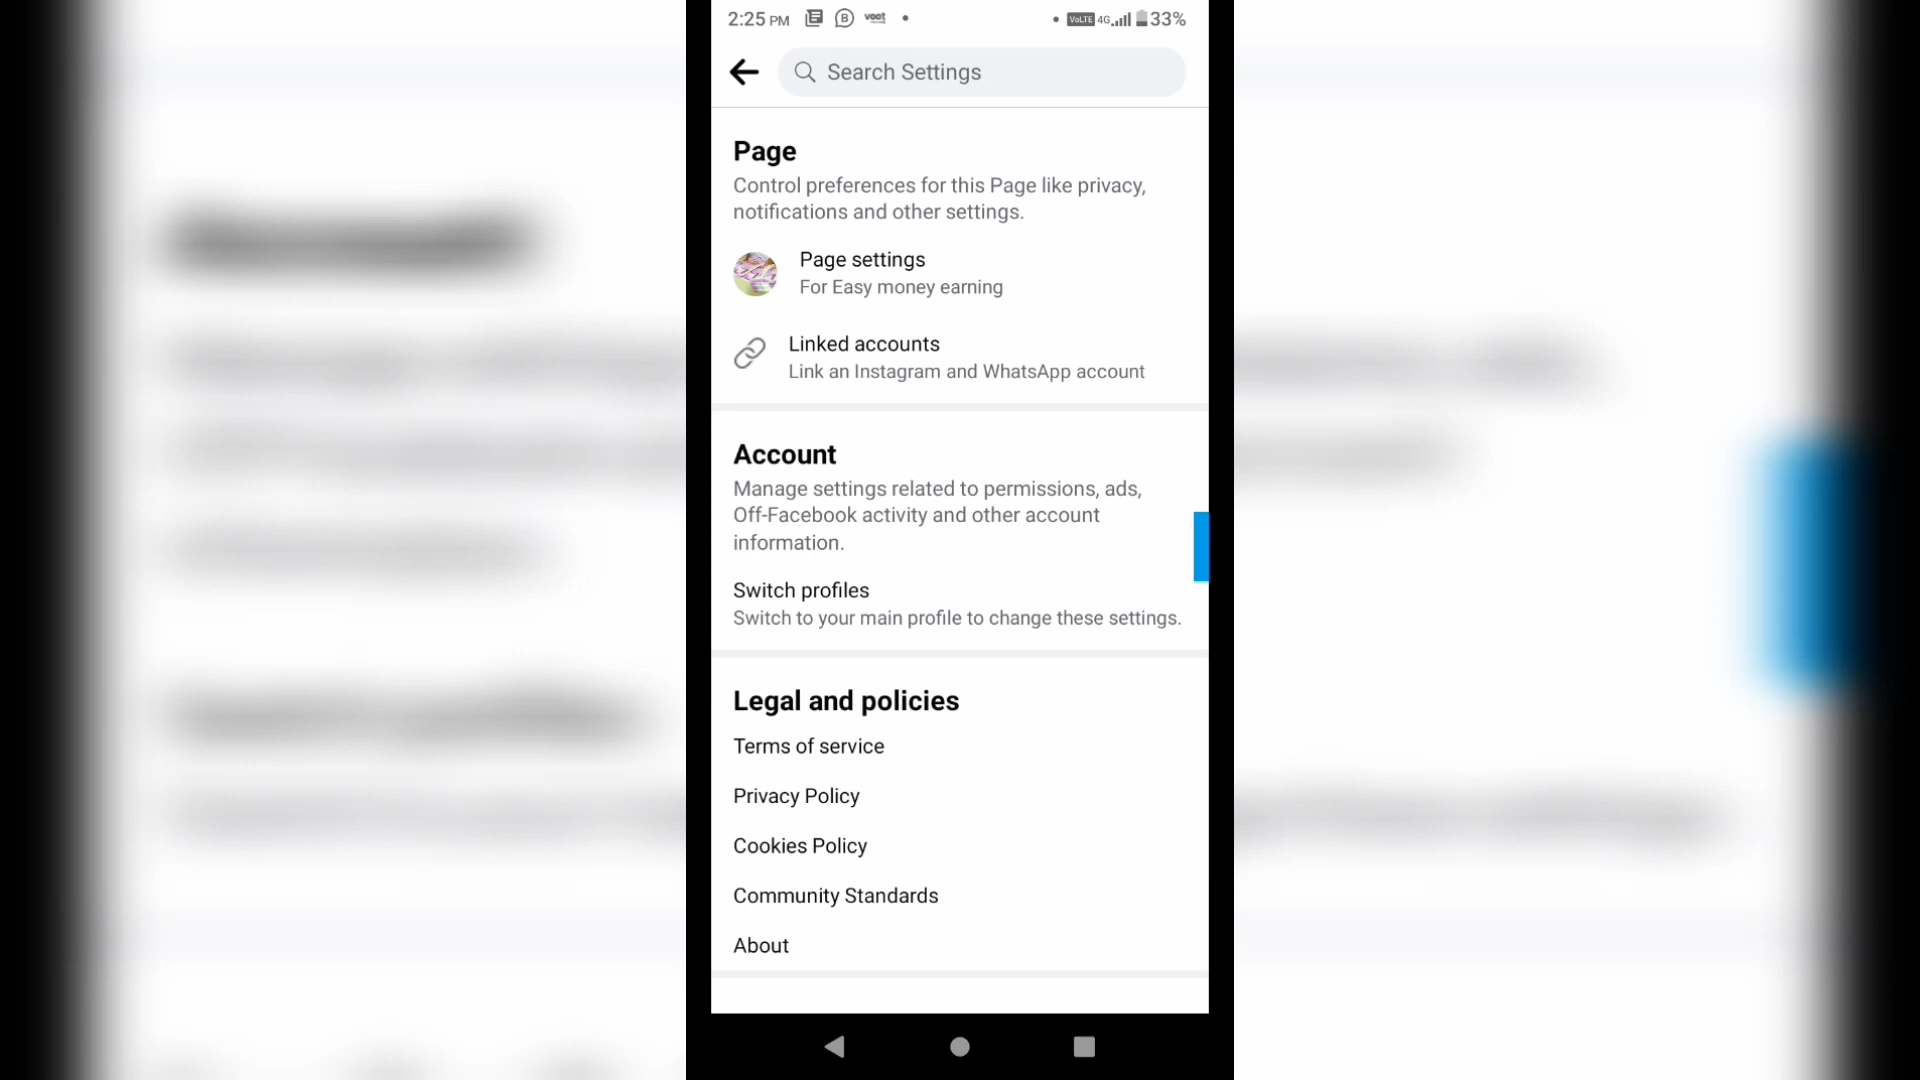 2:25 PM B voot VoLTE 4G 33%
Search Settings
Page
Control preferences for this Page like privacy,
notifications and other settings.
Page settings
For Easy money earning
Linked accounts
Link an Instagram and WhatsApp account
Account
Manage settings related to permissions, ads,
Off-Facebook activity and other account
information.
Switch profiles
Switch to your main profile to change these settings.
Legal and policies
Terms of service
Privacy Policy
Cookies Policy
Community Standards
About